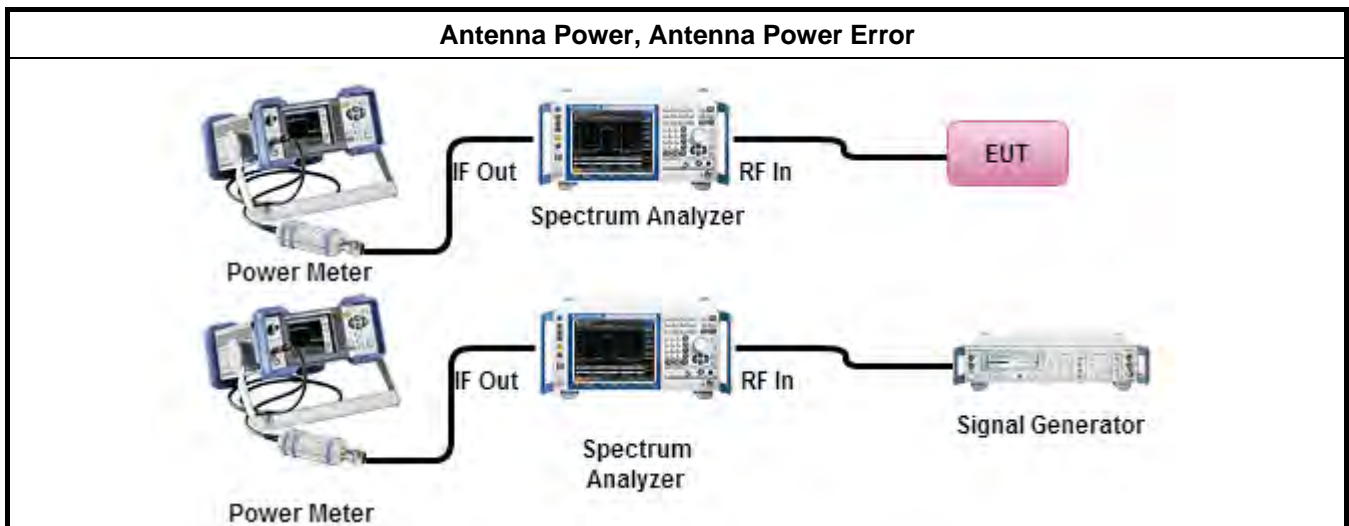 Antenna Power, Antenna Power Error
IF Out
RF In
EUT
Spectrum Analyzer
Power Meter
IF Out
RF In
Signal Generator
Spectrum
Analyzer
Power Meter